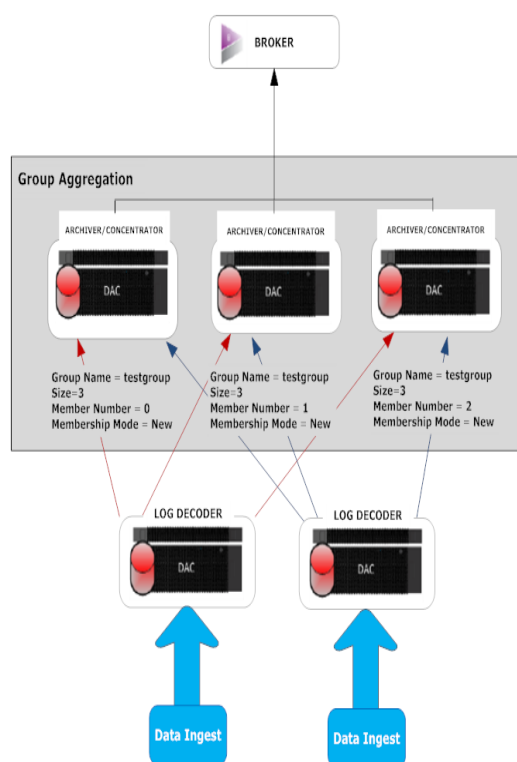 BROKER
Group Aggregation
ARCHIVER/CONCENTRATOR
ARCHIVER/CONCENTRATOR
ARCHIVER/CONCENTRATOR
DAC
DAC
DAC
Group Name = testgroup
Size=3
Member Number = 0
Membership Mode = New
Group Name = testgroup
Size=3
Member Number = 1
Membership Mode = New
Group Name = testgroup
Size=3
Member Number = 2
Membership Mode = New
LOG DECODER
LOG DECODER
DAC
DAC
Data Ingest
Data Ingest